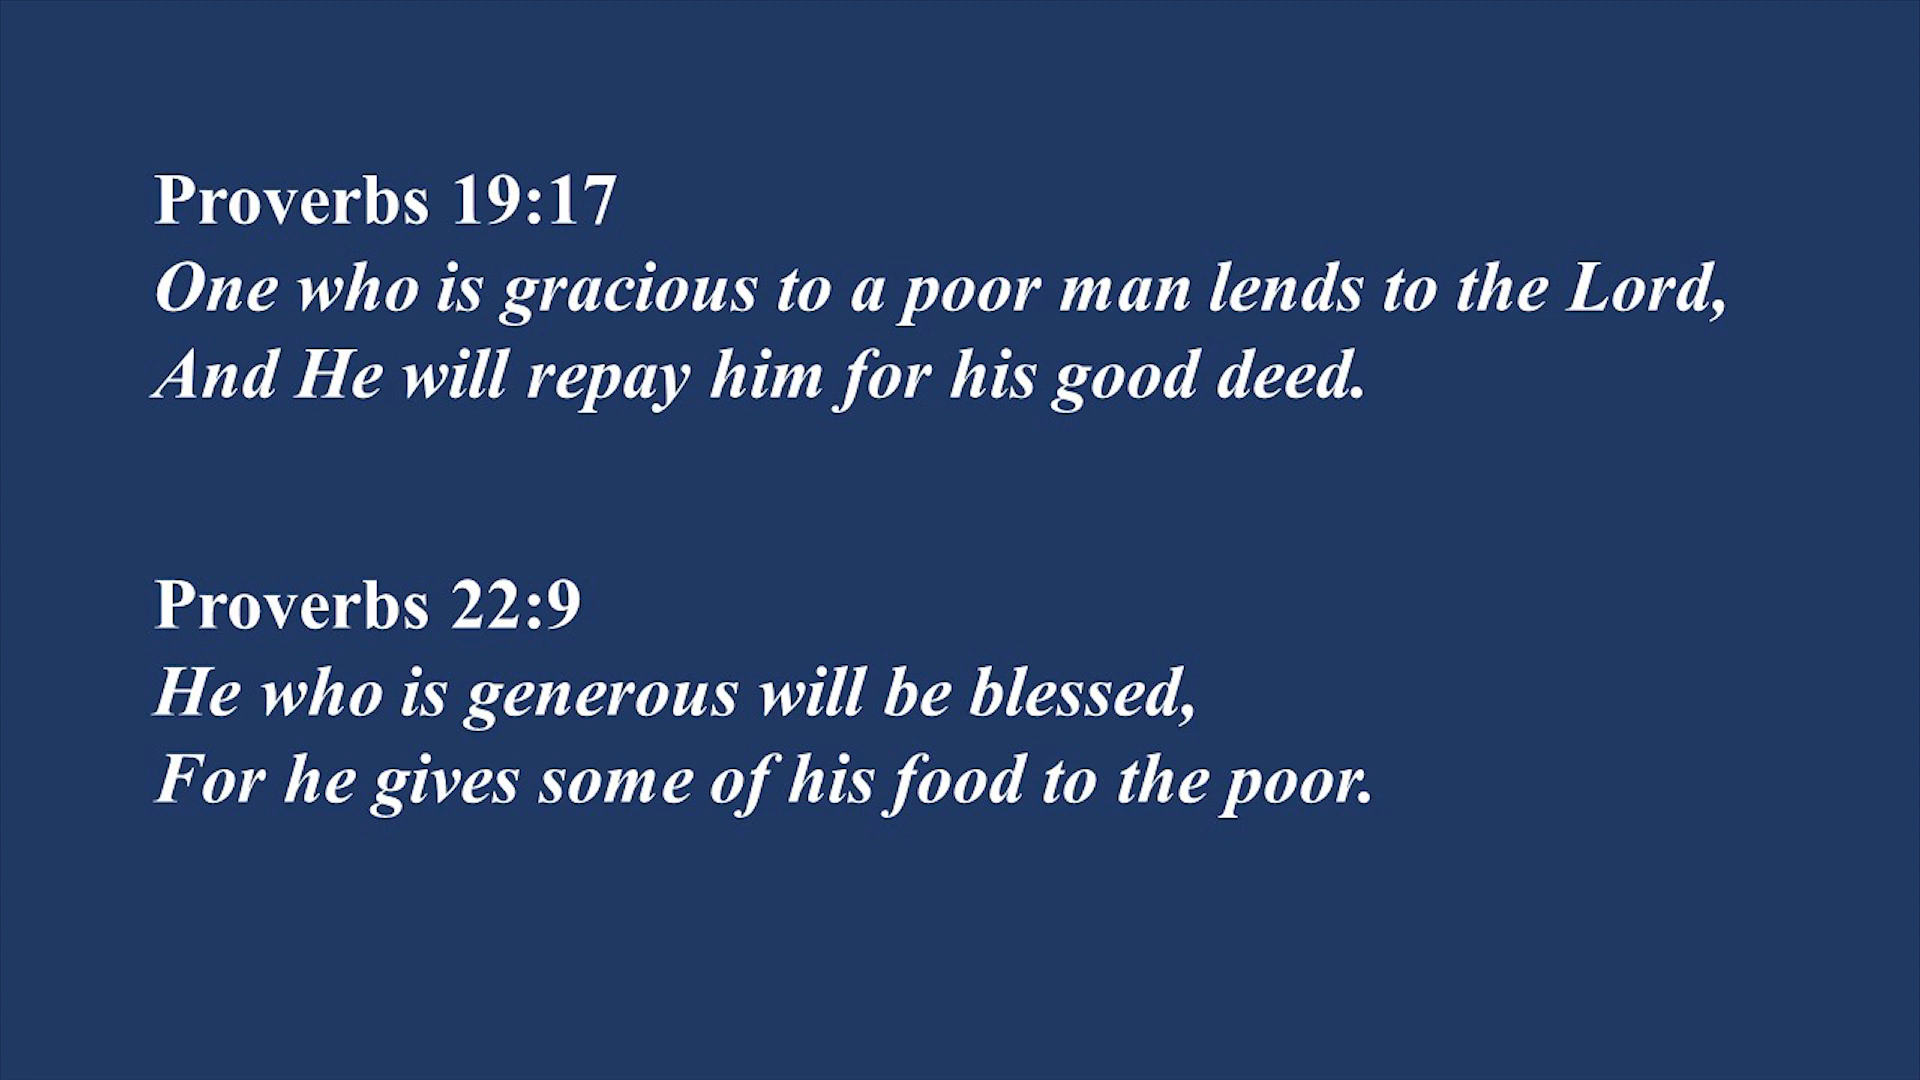 Proverbs 19:17
One who is gracious to a poor man lends to the Lord,
And He will repay him for his good deed.
Proverbs 22:9
He who is generous will be blessed,
For he gives some of his food to the poor.